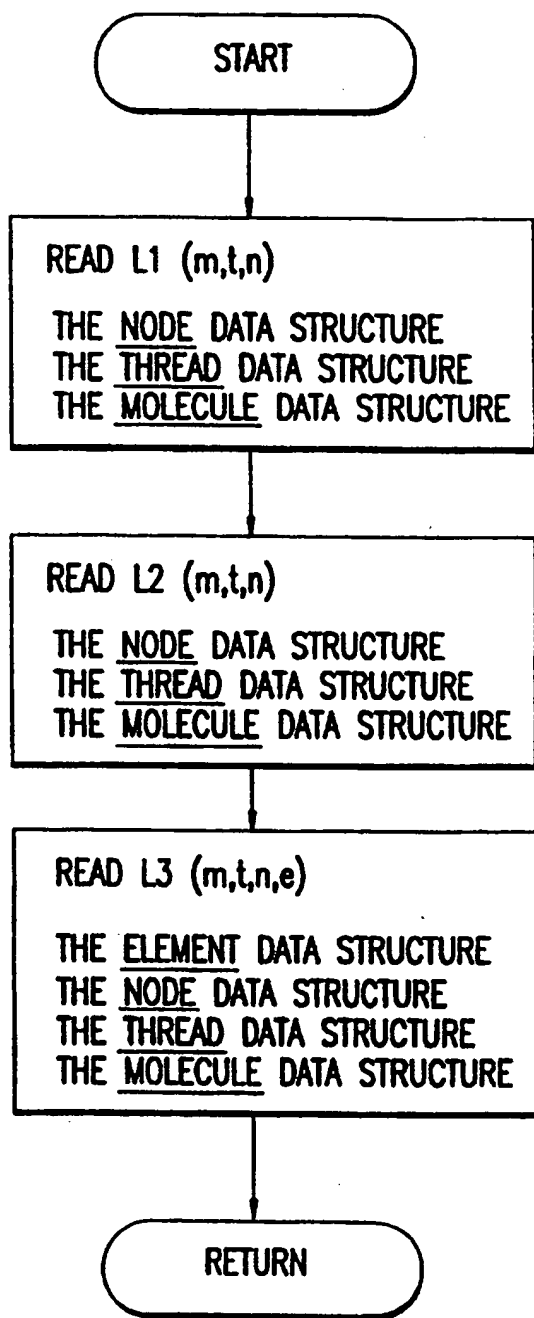 START
READ L1 (m,t,n)
THE NODE DATA STRUCTURE
THE THREAD DATA STRUCTURE
THE MOLECULE DATA STRUCTURE
READ L2 (m,t,n)
THE NODE DATA STRUCTURE
THE THREAD DATA STRUCTURE
THE MOLECULE DATA STRUCTURE
READ L3 (m,t,n,e)
THE ELEMENT DATA STRUCTURE
THE NODE DATA STRUCTURE
THE THREAD DATA STRUCTURE
THE MOLECULE DATA STRUCTURE
RETURN